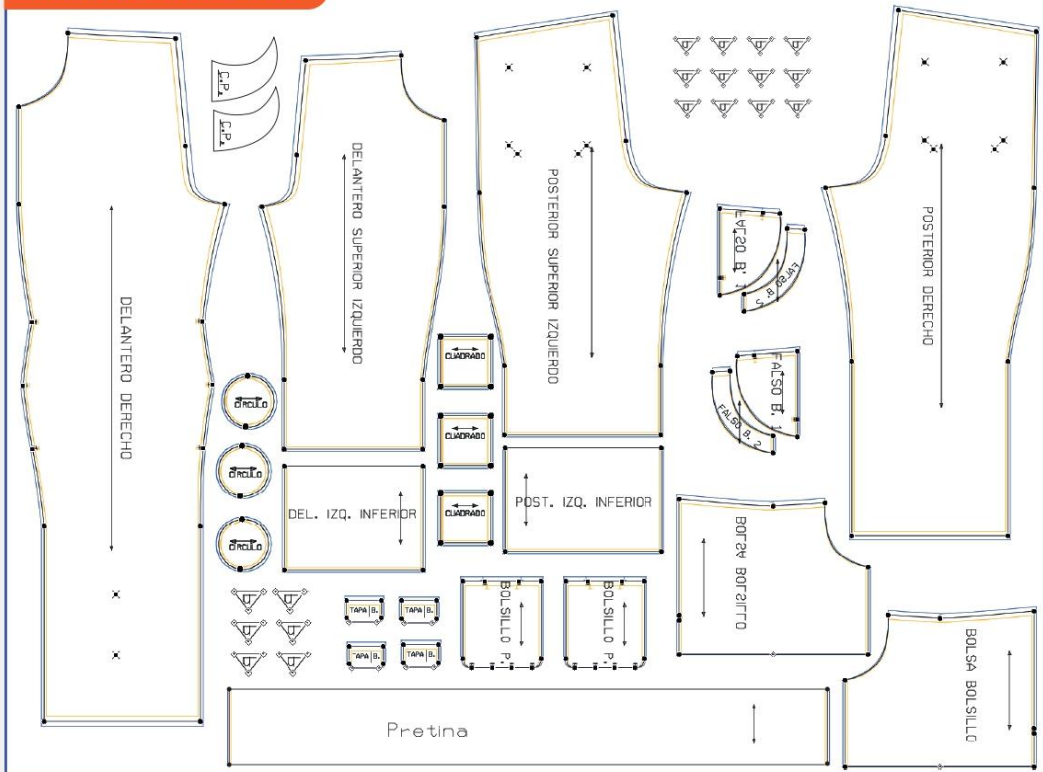 C.P.
C.P.
DELANTERO DERECHO
DELANTERO SUPERIOR IZQUIERDO
POSTERIOR SUPERIOR IZQUIERDO
POSTERIOR DERECHO
FALSO B. 1
FALSO B. 2
FALSO B. 1
FALSO B. 2
CIRCULO
CIRCULO
CIRCULO
CUADRADO
CUADRADO
CUADRADO
DEL. IZQ. INFERIOR
POST. IZQ. INFERIOR
TAPA B.
TAPA B.
TAPA B.
TAPA B.
BOLSILLO P.
BOLSILLO P.
BOLSA BOLSILLO
BOLSA BOLSILLO
Pretina